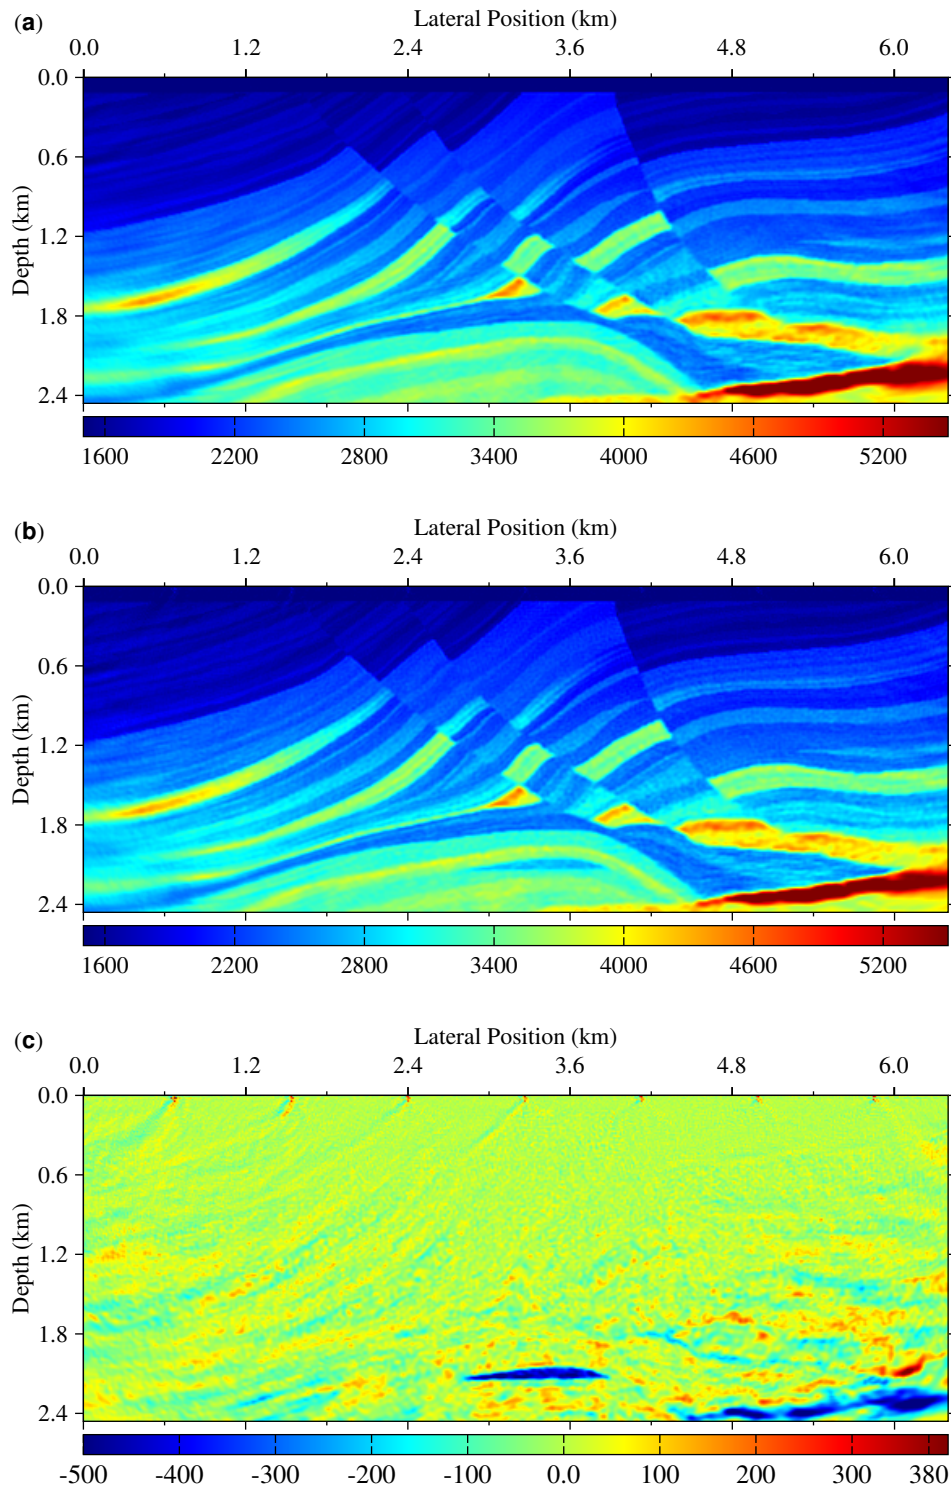 (a)
Lateral Position (km)
0.0 1.2 2.4 3.6 4.8 6.0
0.0
0.6
1.2
1.8
2.4
Depth (km)
1600 2200 2800 3400 4000 4600 5200
(b)
Lateral Position (km)
0.0 1.2 2.4 3.6 4.8 6.0
0.0
0.6
1.2
1.8
2.4
Depth (km)
1600 2200 2800 3400 4000 4600 5200
(c)
Lateral Position (km)
0.0 1.2 2.4 3.6 4.8 6.0
0.0
0.6
1.2
1.8
2.4
Depth (km)
-500 -400 -300 -200 -100 0.0 100 200 300 380